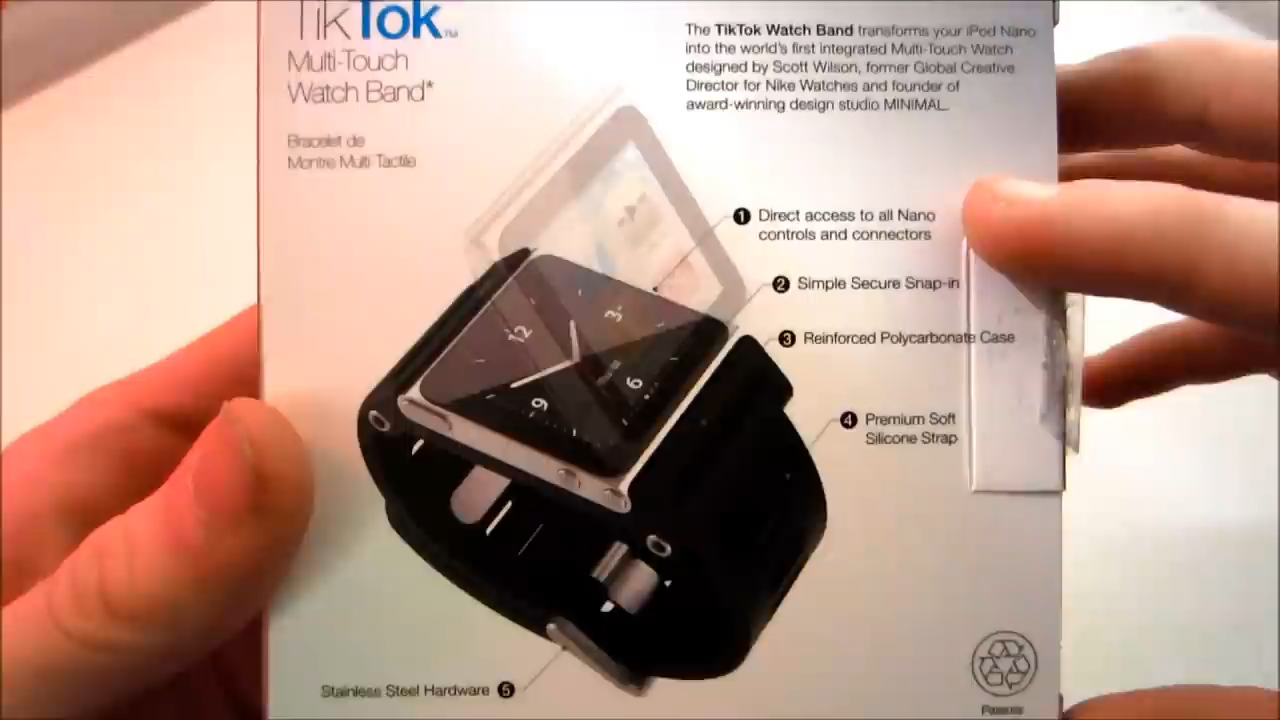 TikTok™
Multi-Touch
Watch Band*
Bracelet de
Montre Multi Tactile
The TikTok Watch Band transforms your iPod Nano
into the world's first integrated Multi-Touch Watch
designed by Scott Wilson, former Global Creative
Director for Nike Watches and founder of
award-winning design studio MINIMAL.
1 Direct access to all Nano
controls and connectors
2 Simple Secure Snap-in
3 Reinforced Polycarbonate Case
4 Premium Soft
Silicone Strap
12
3
6
9
Stainless Steel Hardware 5